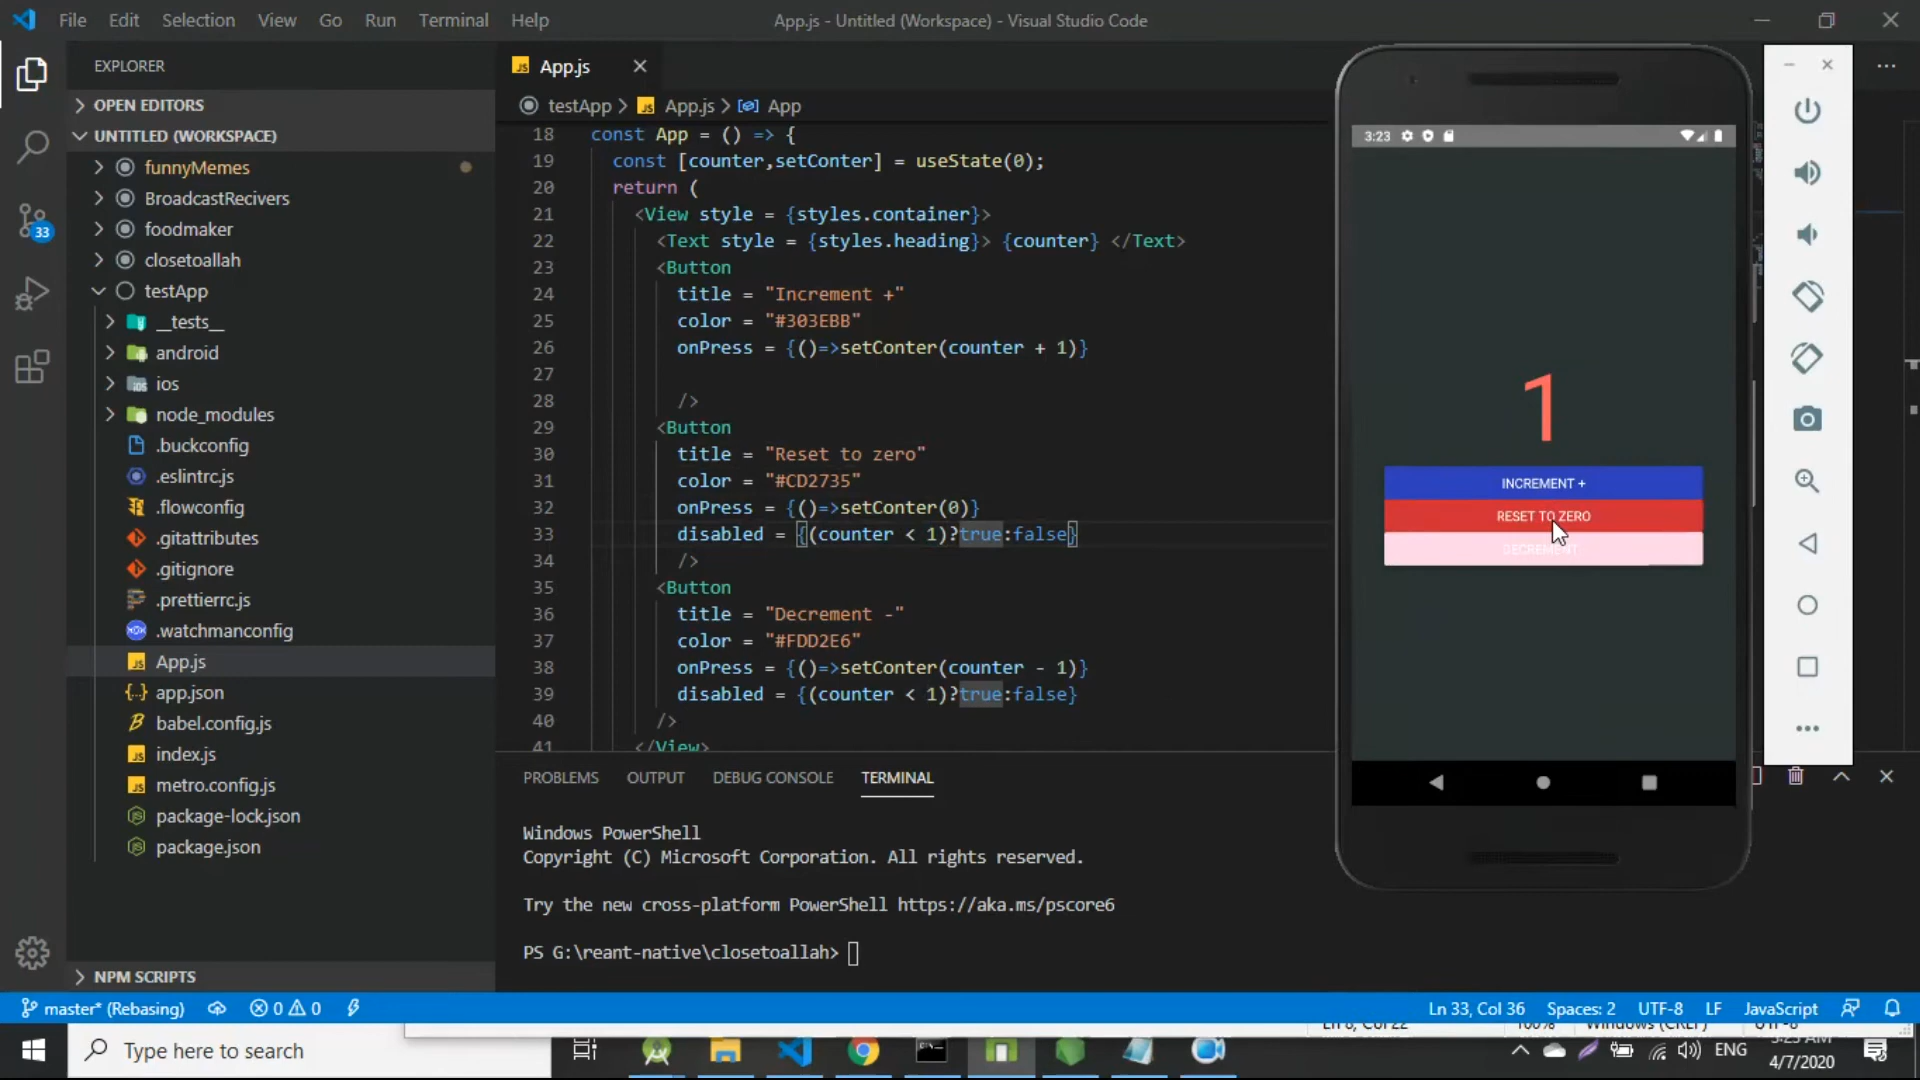 File Edit Selection View Go Run Terminal Help
App.js - Untitled (Workspace) - Visual Studio Code
EXPLORER
OPEN EDITORS
UNTITLED (WORKSPACE)
funnyMemes
BroadcastRecivers
foodmaker
closetoallah
testApp
__tests__
android
ios
node_modules
.buckconfig
.eslintrc.js
.flowconfig
.gitattributes
.gitignore
.prettierrc.js
.watchmanconfig
App.js
app.json
babel.config.js
index.js
metro.config.js
package-lock.json
package.json
NPM SCRIPTS
33
App.js
testApp > App.js > App
18 const App = () => {
19 const [counter,setConter] = useState(0);
20 return (
21 <View style = {styles.container}>
22 <Text style = {styles.heading}> {counter} </Text>
23 <Button
24 title = "Increment +"
25 color = "#303EBB"
26 onPress = {()=>setConter(counter + 1)}
27
28 />
29 <Button
30 title = "Reset to zero"
31 color = "#CD2735"
32 onPress = {()=>setConter(0)}
33 disabled = {(counter < 1)?true:false}
34 />
35 <Button
36 title = "Decrement -"
37 color = "#FDD2E6"
38 onPress = {()=>setConter(counter - 1)}
39 disabled = {(counter < 1)?true:false}
40 />
41 </View>
PROBLEMS OUTPUT DEBUG CONSOLE TERMINAL
Windows PowerShell
Copyright (C) Microsoft Corporation. All rights reserved.
Try the new cross-platform PowerShell https://aka.ms/pscore6
PS G:\reant-native\closetoallah>
3:23
1
INCREMENT +
RESET TO ZERO
DECREMENT -
master* (Rebasing) 0 0
Ln 33, Col 36 Spaces: 2 UTF-8 LF JavaScript
Type here to search
ENG
3:23 AM
4/7/2020